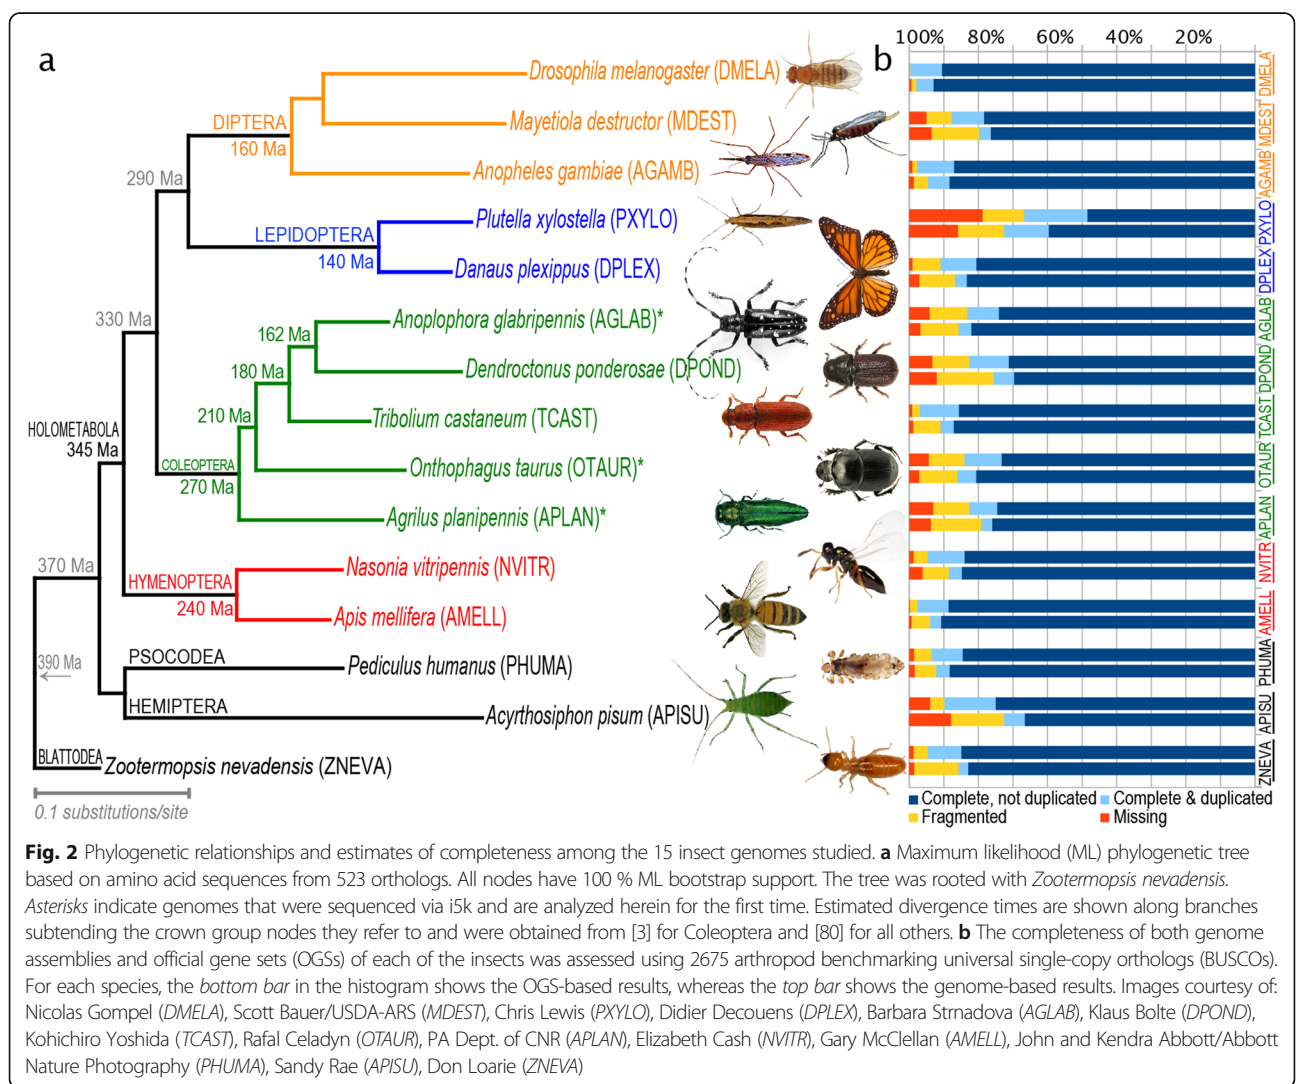 a
b
100% 80% 60% 40% 20%
Drosophila melanogaster (DMELA)
Mayetiola destructor (MDEST)
DIPTERA
160 Ma
Anopheles gambiae (AGAMB)
290 Ma
Plutella xylostella (PXYLO)
LEPIDOPTERA
140 Ma
Danaus plexippus (DPLEX)
330 Ma
Anoplophora glabripennis (AGLAB)*
162 Ma
Dendroctonus ponderosae (DPOND)
180 Ma
210 Ma
Tribolium castaneum (TCAST)
HOLOMETABOLA
345 Ma
COLEOPTERA
270 Ma
Onthophagus taurus (OTAUR)*
Agrilus planipennis (APLAN)*
370 Ma
Nasonia vitripennis (NVITR)
HYMENOPTERA
240 Ma
Apis mellifera (AMELL)
390 Ma
PSOCODEA
Pediculus humanus (PHUMA)
HEMIPTERA
Acyrthosiphon pisum (APISU)
BLATTODEA
Zootermopsis nevadensis (ZNEVA)
0.1 substitutions/site
DMELA
MDEST
AGAMB
PXYLO
DPLEX
AGLAB
DPOND
TCAST
OTAUR
APLAN
NVITR
AMELL
PHUMA
APISU
ZNEVA
Complete, not duplicated Complete & duplicated
Fragmented Missing
Fig. 2 Phylogenetic relationships and estimates of completeness among the 15 insect genomes studied. a Maximum likelihood (ML) phylogenetic tree
based on amino acid sequences from 523 orthologs. All nodes have 100 % ML bootstrap support. The tree was rooted with Zootermopsis nevadensis.
Asterisks indicate genomes that were sequenced via i5k and are analyzed herein for the first time. Estimated divergence times are shown along branches
subtending the crown group nodes they refer to and were obtained from [3] for Coleoptera and [80] for all others. b The completeness of both genome
assemblies and official gene sets (OGSs) of each of the insects was assessed using 2675 arthropod benchmarking universal single-copy orthologs (BUSCOs).
For each species, the bottom bar in the histogram shows the OGS-based results, whereas the top bar shows the genome-based results. Images courtesy of:
Nicolas Gompel (DMELA), Scott Bauer/USDA-ARS (MDEST), Chris Lewis (PXYLO), Didier Decouens (DPLEX), Barbara Strnadova (AGLAB), Klaus Bolte (DPOND),
Kohichiro Yoshida (TCAST), Rafal Celadyn (OTAUR), PA Dept. of CNR (APLAN), Elizabeth Cash (NVITR), Gary McClellan (AMELL), John and Kendra Abbott/Abbott
Nature Photography (PHUMA), Sandy Rae (APISU), Don Loarie (ZNEVA)